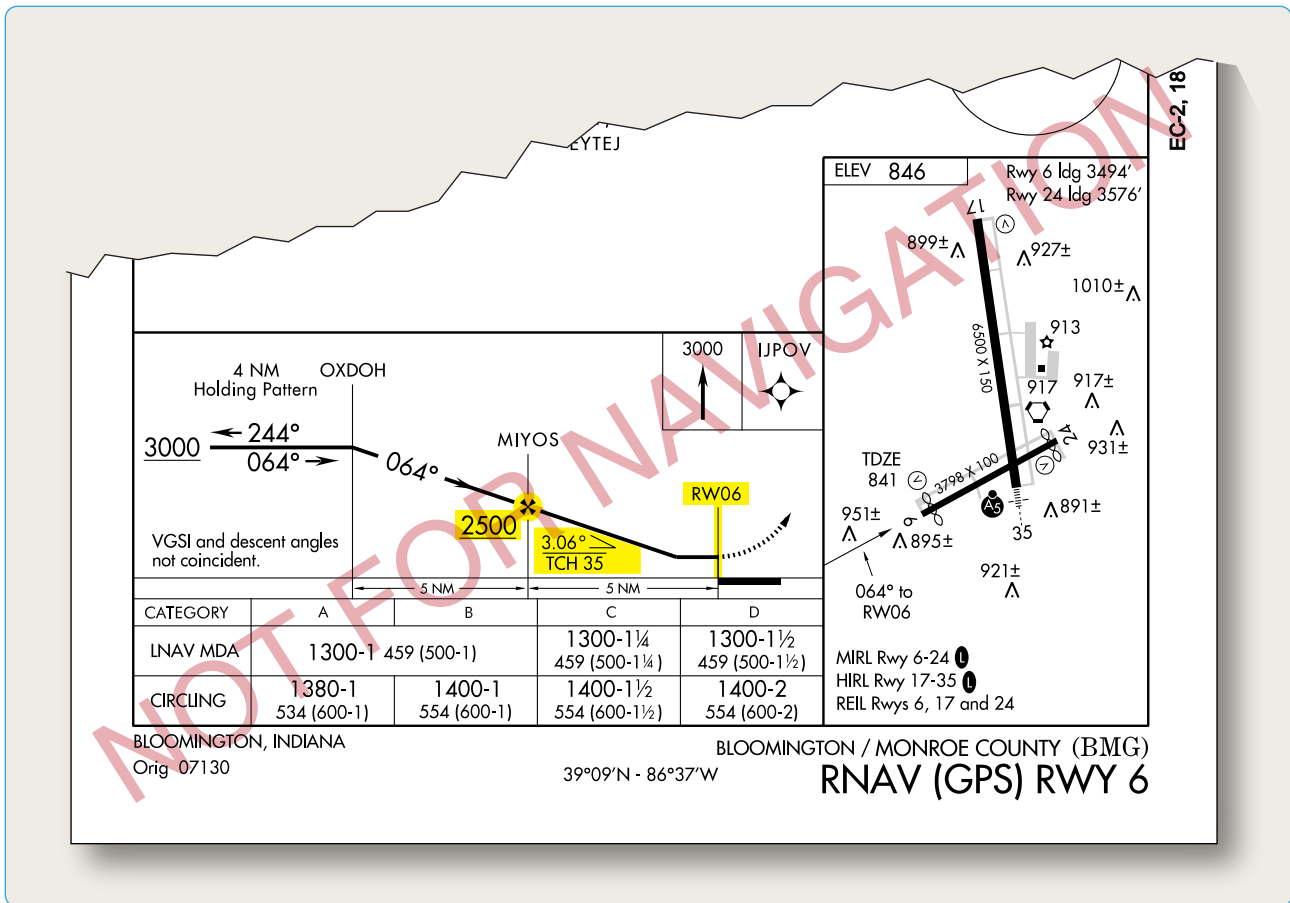 EC-2, 18
EYTEJ
ELEV 846
Rwy 6 ldg 3494'
Rwy 24 ldg 3576'
17
899±
927±
1010±
6500 X 150
913
917
917±
24
931±
TDZE
841
3798 X 100
A5
951±
6
895±
35
891±
921±
064° to
RW06
MIRL Rwy 6-24 L
HIRL Rwy 17-35 L
REIL Rwys 6, 17 and 24
3000
IJPOV
4 NM
Holding Pattern
OXDOH
3000
244°
064°
064°
MIYOS
2500
3.06°
TCH 35
RW06
VGSI and descent angles
not coincident.
5 NM
5 NM
CATEGORY A B C D
LNAV MDA 1300-1 459 (500-1) 1300-1¼ 1300-1½
459 (500-1¼) 459 (500-1½)
CIRCLING 1380-1 1400-1 1400-1½ 1400-2
534 (600-1) 554 (600-1) 554 (600-1½) 554 (600-2)
BLOOMINGTON, INDIANA
Orig 07130
39°09'N - 86°37'W
BLOOMINGTON / MONROE COUNTY (BMG)
RNAV (GPS) RWY 6
NOT FOR NAVIGATION